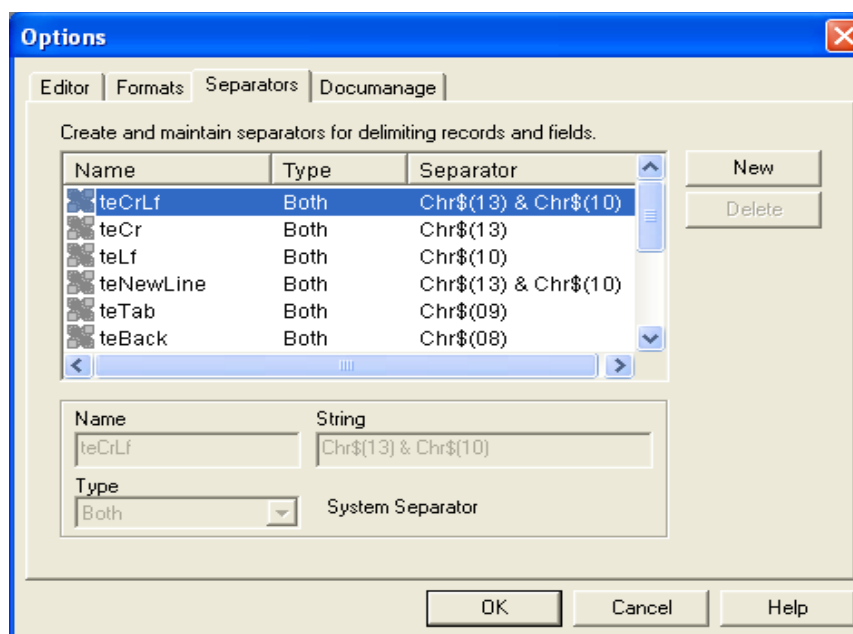 Options
Editor Formats Separators Documanage
Create and maintain separators for delimiting records and fields.
Name Type Separator
teCrLf Both Chr$(13) & Chr$(10)
teCr Both Chr$(13)
teLf Both Chr$(10)
teNewLine Both Chr$(13) & Chr$(10)
teTab Both Chr$(09)
teBack Both Chr$(08)
New
Delete
Name String
teCrLf Chr$(13) & Chr$(10)
Type
Both System Separator
OK Cancel Help